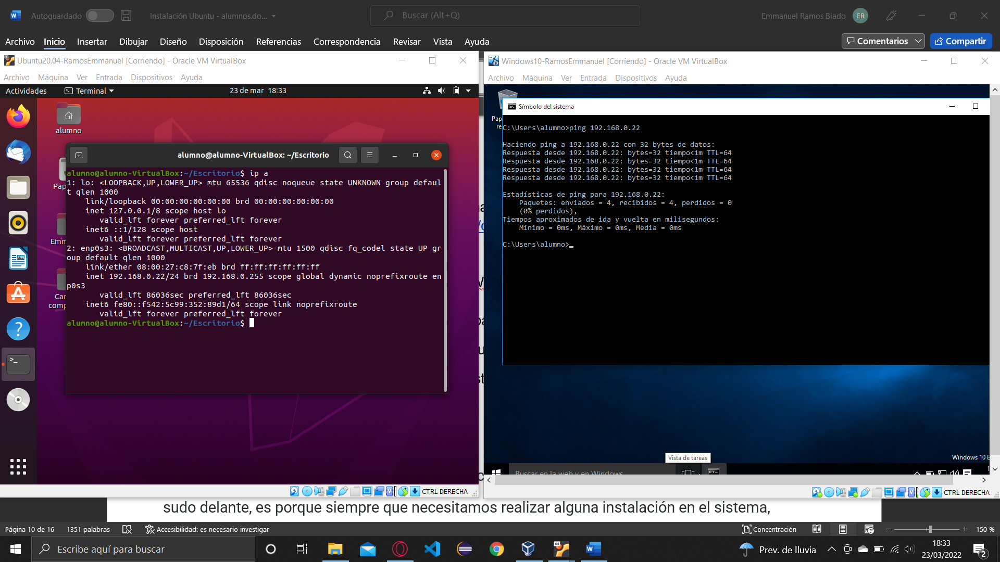 Autoguardado
Instalación Ubuntu - alumnos.do...
Buscar (Alt+Q)
Emmanuel Ramos Biado
ER
Archivo Inicio Insertar Dibujar Diseño Disposición Referencias Correspondencia Revisar Vista Ayuda
Comentarios
Compartir
Ubuntu20.04-RamosEmmanuel [Corriendo] - Oracle VM VirtualBox
Archivo Máquina Ver Entrada Dispositivos Ayuda
Actividades
Terminal
23 de mar 18:33
alumno
alumno@alumno-VirtualBox: ~/Escritorio
alumno@alumno-VirtualBox:~/Escritorio$ ip a
1: lo: <LOOPBACK,UP,LOWER_UP> mtu 65536 qdisc noqueue state UNKNOWN group defaul
t qlen 1000
link/loopback 00:00:00:00:00:00 brd 00:00:00:00:00:00
inet 127.0.0.1/8 scope host lo
valid_lft forever preferred_lft forever
inet6 ::1/128 scope host
valid_lft forever preferred_lft forever
2: enp0s3: <BROADCAST,MULTICAST,UP,LOWER_UP> mtu 1500 qdisc fq_codel state UP gr
oup default qlen 1000
link/ether 08:00:27:c8:7f:eb brd ff:ff:ff:ff:ff:ff
inet 192.168.0.22/24 brd 192.168.0.255 scope global dynamic noprefixroute en
p0s3
valid_lft 86036sec preferred_lft 86036sec
inet6 fe80::f542:5c99:352:89d1/64 scope link noprefixroute
valid_lft forever preferred_lft forever
alumno@alumno-VirtualBox:~/Escritorio$
CTRL DERECHA
Windows10-RamosEmmanuel [Corriendo] - Oracle VM VirtualBox
Archivo Máquina Ver Entrada Dispositivos Ayuda
Símbolo del sistema
C:\Users\alumno>ping 192.168.0.22
Haciendo ping a 192.168.0.22 con 32 bytes de datos:
Respuesta desde 192.168.0.22: bytes=32 tiempo<1m TTL=64
Respuesta desde 192.168.0.22: bytes=32 tiempo<1m TTL=64
Respuesta desde 192.168.0.22: bytes=32 tiempo<1m TTL=64
Respuesta desde 192.168.0.22: bytes=32 tiempo<1m TTL=64
Estadísticas de ping para 192.168.0.22:
Paquetes: enviados = 4, recibidos = 4, perdidos = 0
(0% perdidos),
Tiempos aproximados de ida y vuelta en milisegundos:
Mínimo = 0ms, Máximo = 0ms, Media = 0ms
C:\Users\alumno>
Vista de tareas
Windows 10 E
Buscar en la web y en Windows
CTRL DERECHA
sudo delante, es porque siempre que necesitamos realizar alguna instalación en el sistema,
Página 10 de 16
1351 palabras
Accesibilidad: es necesario investigar
Concentración
150 %
Escribe aquí para buscar
Prev. de lluvia
18:33
23/03/2022
2